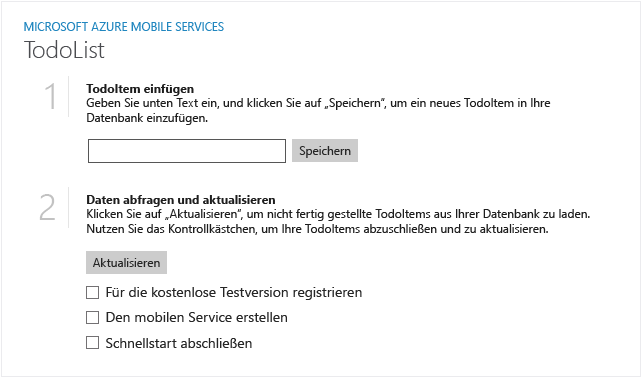 MICROSOFT AZURE MOBILE SERVICES
TodoList
1
TodoItem einfügen
Geben Sie unten Text ein, und klicken Sie auf „Speichern“, um ein neues TodoItem in Ihre
Datenbank einzufügen.
Speichern
2
Daten abfragen und aktualisieren
Klicken Sie auf „Aktualisieren“, um nicht fertig gestellte TodoItems aus Ihrer Datenbank zu laden.
Nutzen Sie das Kontrollkästchen, um Ihre TodoItems abzuschließen und zu aktualisieren.
Aktualisieren
Für die kostenlose Testversion registrieren
Den mobilen Service erstellen
Schnellstart abschließen